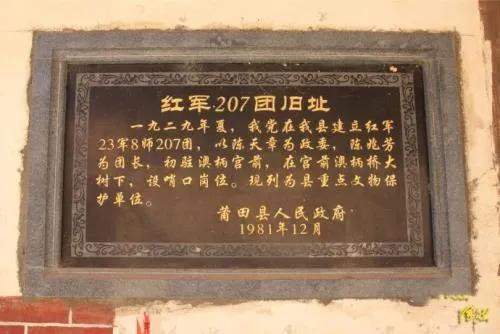 红军207团旧址
一九二九年夏，我党在我县建立红军
23军8师207团，以陈天章为政委，陈兆芳
为团长，初驻澳柄宫前，在宫前澳柄桥大
树下，设哨口岗位。现列为县重点文物保
护单位。
莆田县人民政府
1981年12月